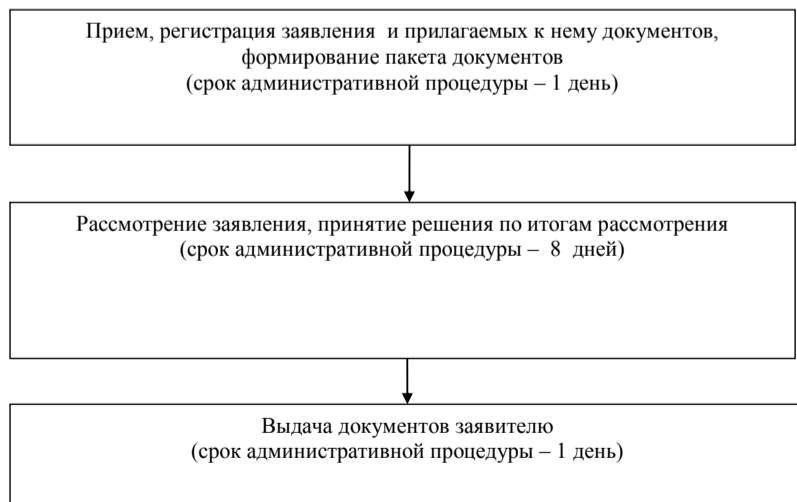 Прием, регистрация заявления  и прилагаемых к нему документов,
формирование пакета документов
(срок административной процедуры – 1 день)
Рассмотрение заявления, принятие решения по итогам рассмотрения
(срок административной процедуры –  8  дней)
Выдача документов заявителю
(срок административной процедуры – 1 день)